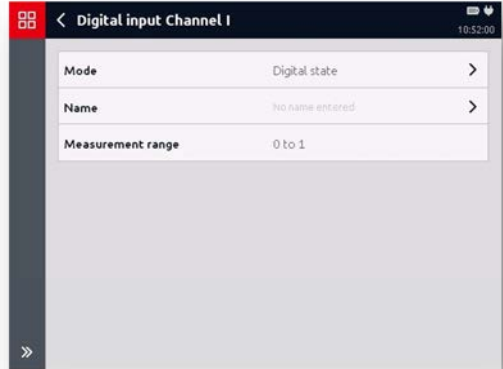 Digital input Channel I
10:52:00
Mode Digital state
Name No name entered
Measurement range 0 to 1